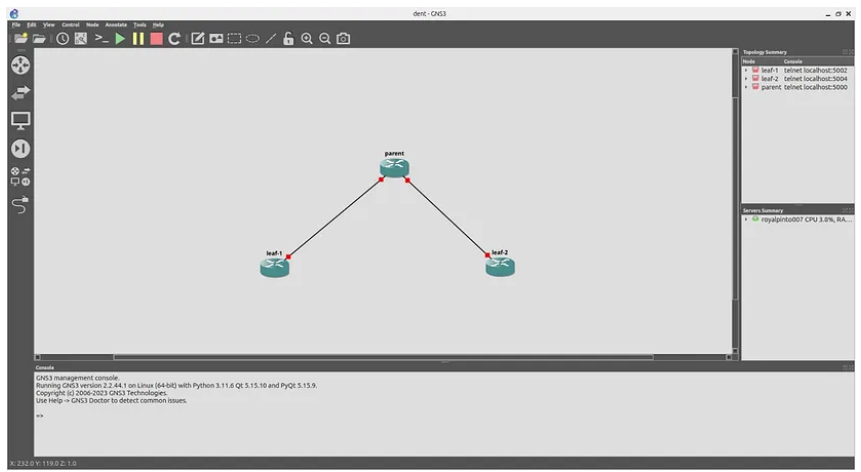 dent - GNS3
File Edit View Control Node Annotate Tools Help
Topology Summary
Node Console
leaf-1 telnet localhost:5002
leaf-2 telnet localhost:5004
parent telnet localhost:5000
parent
leaf-1
leaf-2
Servers Summary
royalpinto007 CPU 3.8%, RA...
Console
GNS3 management console.
Running GNS3 version 2.2.44.1 on Linux (64-bit) with Python 3.11.6 Qt 5.15.10 and PyQt 5.15.9.
Copyright (c) 2006-2023 GNS3 Technologies.
Use Help -> GNS3 Doctor to detect common issues.
=>
X: 232.0 Y: 119.0 Z: 1.0